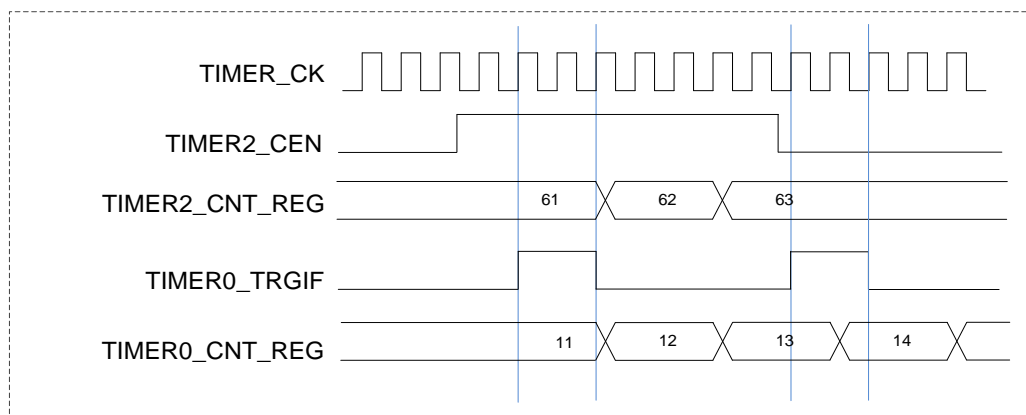 TIMER_CK
TIMER2_CEN
TIMER2_CNT_REG 61 62 63
TIMER0_TRGIF
TIMER0_CNT_REG 11 12 13 14